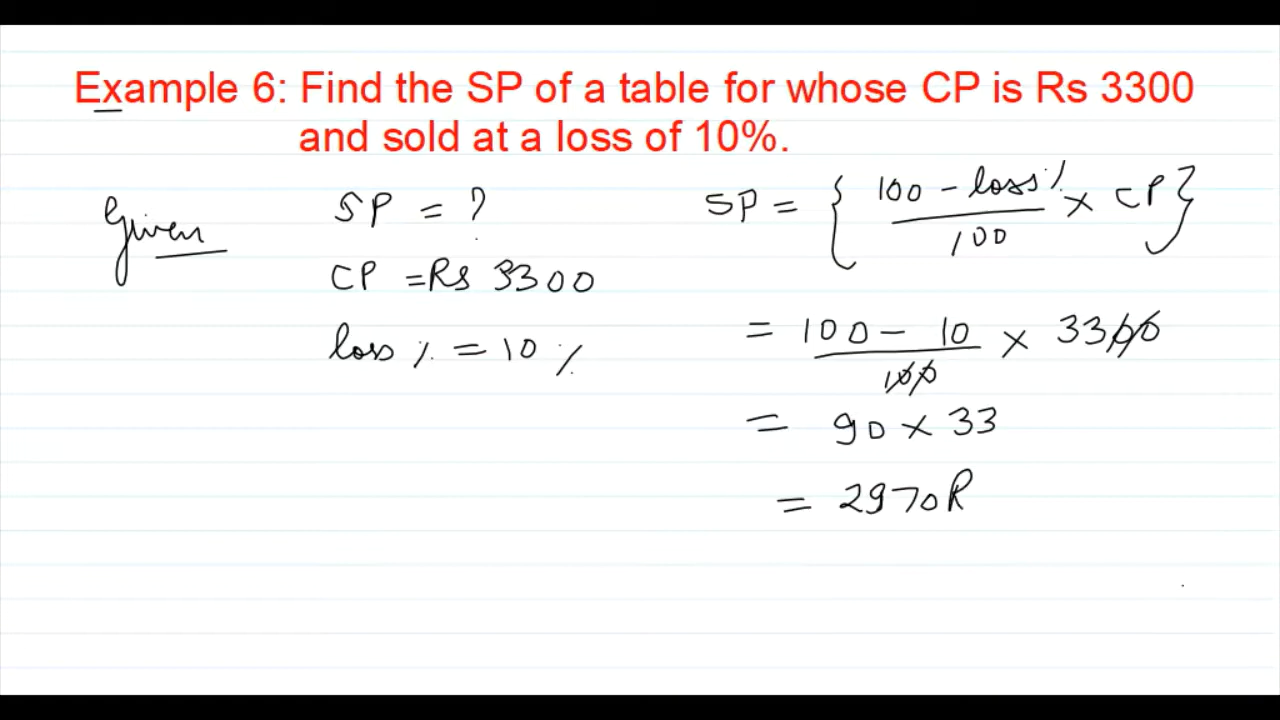 Example 6: Find the SP of a table for whose CP is Rs 3300
and sold at a loss of 10%.
Given
SP = ?
CP = Rs 3300
loss % = 10 %
SP = { 100 - loss % / 100 × CP }
= 100 - 10 / 100 × 3300
= 90 × 33
= 2970 R